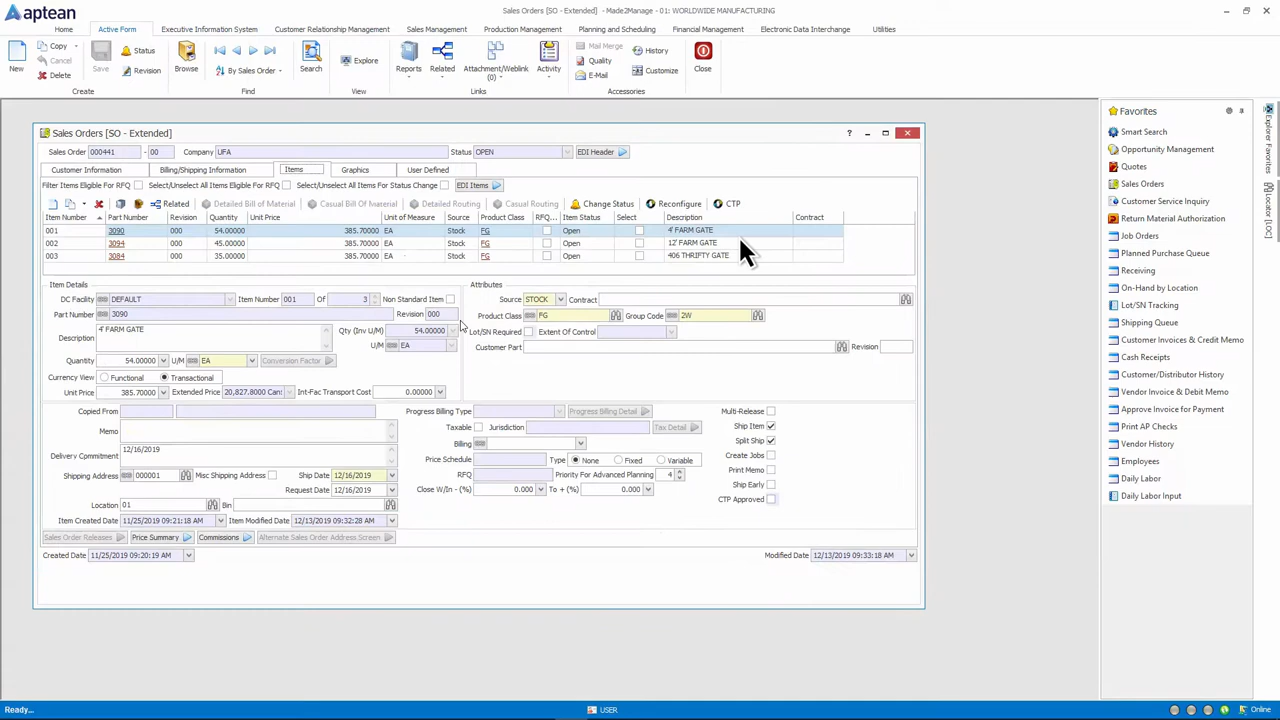 aptean
Sales Orders [SO - Extended] - Made2Manage - 01: WORLDWIDE MANUFACTURING
Home Active Form Executive Information System Customer Relationship Management Sales Management Production Management Planning and Scheduling Financial Management Electronic Data Interchange Utilities
New Copy Cancel Delete Save Status Revision
Browse By Sales Order Search Explore
Reports Related Attachment/Weblink (0) Activity
Mail Merge Quality E-Mail History Customize Close
Create Find View Links Accessories
Sales Orders [SO - Extended]
Sales Order 000441 - 00 Company UFA Status OPEN EDI Header
Customer Information Billing/Shipping Information Items Graphics User Defined
Filter Items Eligible For RFQ Select/Unselect All Items Eligible For RFQ Select/Unselect All Items For Status Change EDI Items
Related Detailed Bill of Material Casual Bill Of Material Detailed Routing Casual Routing Change Status Reconfigure CTP
Item Number Part Number Revision Quantity Unit Price Unit of Measure Source Product Class RFQ... Item Status Select Description Contract
001 3090 000 54.00000 385.70000 EA Stock FG Open 4' FARM GATE
002 3094 000 45.00000 385.70000 EA Stock FG Open 12' FARM GATE
003 3084 000 35.00000 385.70000 EA Stock FG Open 406 THRIFTY GATE
Item Details
DC Facility DEFAULT Item Number 001 Of 3 Non Standard Item
Part Number 3090 Revision 000
Description 4' FARM GATE Qty (Inv U/M) 54.00000
U/M EA
Quantity 54.00000 U/M EA Conversion Factor
Currency View Functional Transactional
Unit Price 385.70000 Extended Price 20,827.8000 Can: Int-Fac Transport Cost 0.00000
Attributes
Source STOCK Contract
Product Class FG Group Code 2W
Lot/SN Required Extent Of Control
Customer Part Revision
Copied From
Memo
Delivery Commitment 12/16/2019
Shipping Address 000001 Misc Shipping Address Ship Date 12/16/2019
Request Date 12/16/2019
Location 01 Bin
Item Created Date 11/25/2019 09:21:18 AM Item Modified Date 12/13/2019 09:32:28 AM
Progress Billing Type Progress Billing Detail
Taxable Jurisdiction Tax Detail
Billing
Price Schedule Type None Fixed Variable
RFQ Priority For Advanced Planning 4
Close W/In - (%) 0.000 To + (%) 0.000
Multi-Release
Ship Item
Split Ship
Create Jobs
Print Memo
Ship Early
CTP Approved
Sales Order Releases Price Summary Commissions Alternate Sales Order Address Screen
Created Date 11/25/2019 09:20:19 AM Modified Date 12/13/2019 09:33:18 AM
Favorites
Smart Search
Opportunity Management
Quotes
Sales Orders
Customer Service Inquiry
Return Material Authorization
Job Orders
Planned Purchase Queue
Receiving
On-Hand by Location
Lot/SN Tracking
Shipping Queue
Customer Invoices & Credit Memo
Cash Receipts
Customer/Distributor History
Vendor Invoice & Debit Memo
Approve Invoice for Payment
Print AP Checks
Vendor History
Employees
Daily Labor
Daily Labor Input
Explorer Favorites
Global Search [LOC]
Ready... USER Online